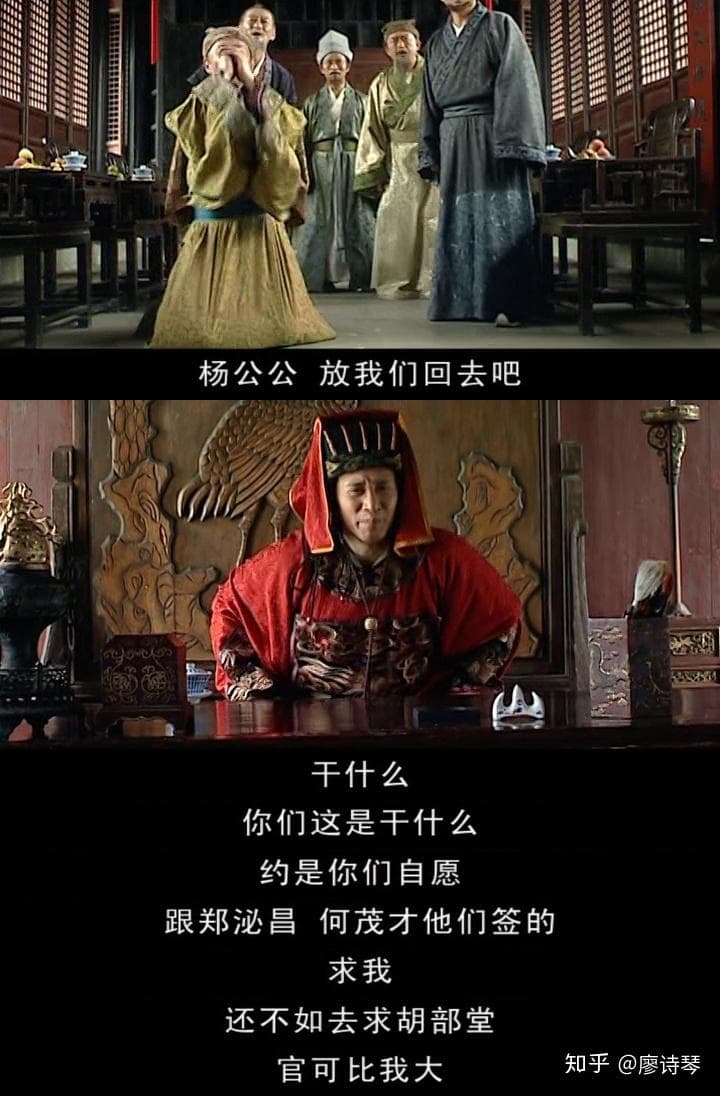 杨公公 放我们回去吧
干什么
你们这是干什么
约是你们自愿
跟郑泌昌 何茂才他们签的
求我
还不如去求胡部堂
官可比我大
知乎 @廖诗琴